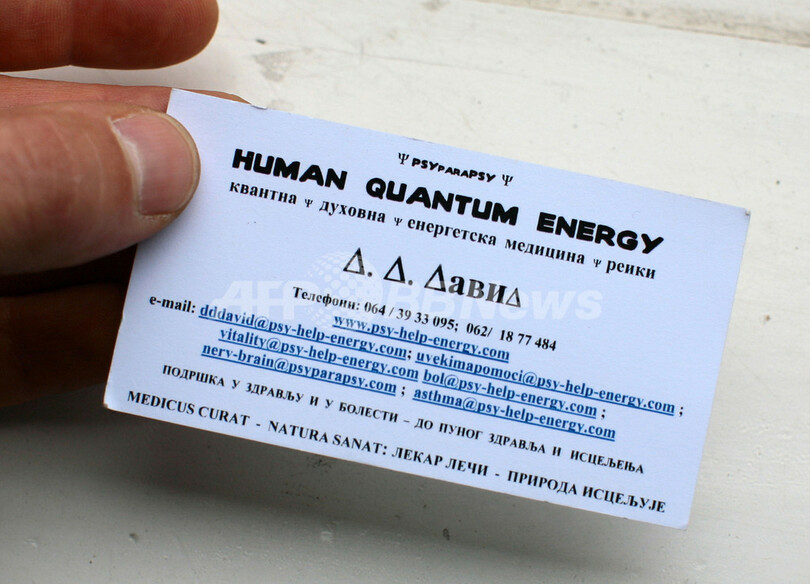 Ψ PSYPARAPSY Ψ
HUMAN QUANTUM ENERGY
квантна Ψ духовна Ψ енергетска медицина Ψ реики
Δ. Δ. ΔавиΔ
Телефони: 064 / 39 33 095; 062/ 18 77 484
www.psy-help-energy.com
e-mail: dddavid@psy-help-energy.com
vitality@psy-help-energy.com; uvekimapomoci@psy-help-energy.com ;
nerv-brain@psyparapsy.com ; bol@psy-help-energy.com ;
asthma@psy-help-energy.com
ПОДРШКА У ЗДРАВЉУ И У БОЛЕСТИ – ДО ПУНОГ ЗДРАВЉА И ИСЦЕЉЕЊА
MEDICUS CURAT - NATURA SANAT: ЛЕКАР ЛЕЧИ - ПРИРОДА ИСЦЕЉУЈЕ
AFP BBNews